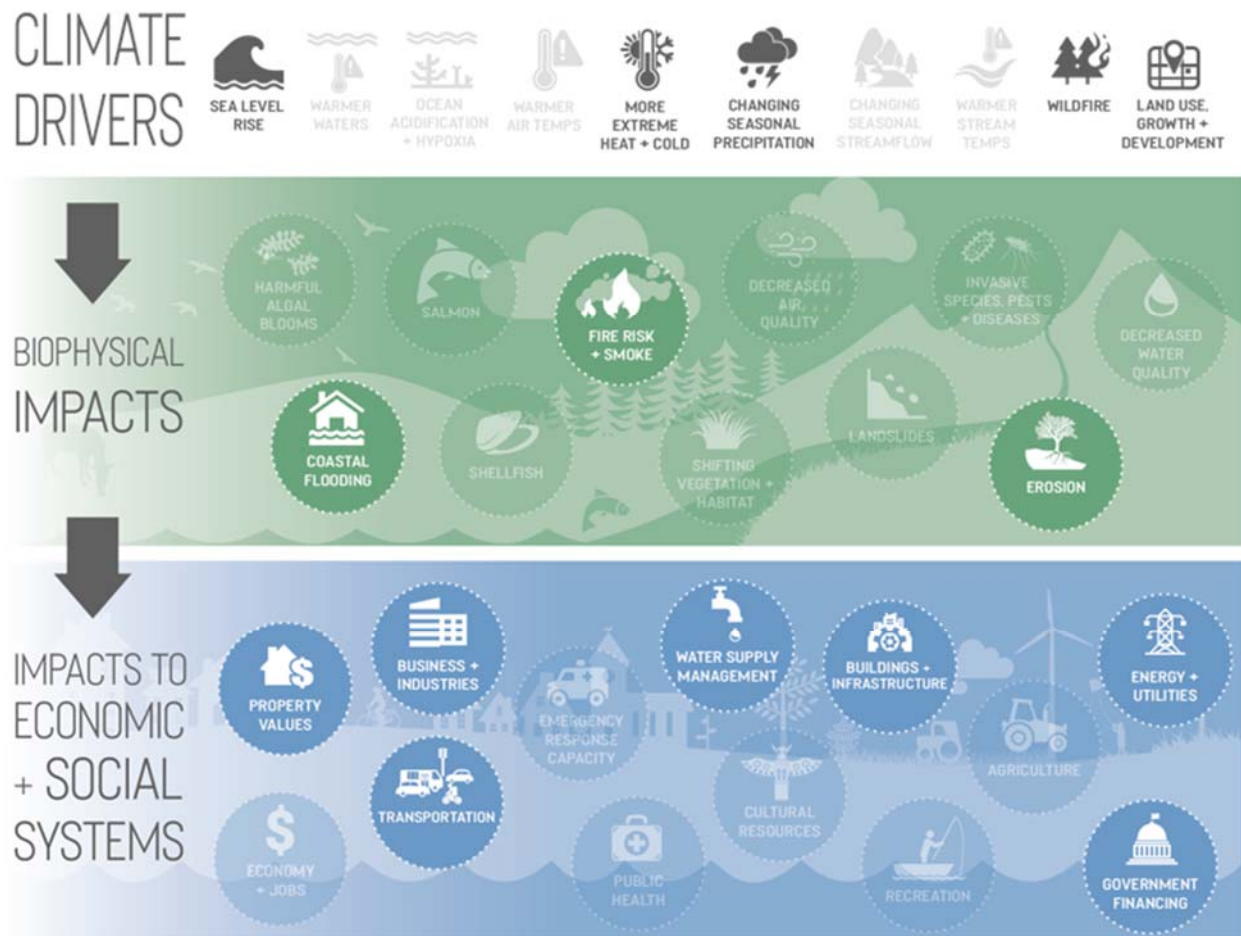 CLIMATE
DRIVERS
SEA LEVEL
RISE
WARMER
WATERS
OCEAN
ACIDIFICATION
+ HYPOXIA
WARMER
AIR TEMPS
MORE
EXTREME
HEAT + COLD
CHANGING
SEASONAL
PRECIPITATION
CHANGING
SEASONAL
STREAMFLOW
WARMER
STREAM
TEMPS
WILDFIRE
LAND USE,
GROWTH +
DEVELOPMENT
BIOPHYSICAL
IMPACTS
HARMFUL
ALGAL
BLOOMS
SALMON
FIRE RISK
+ SMOKE
DECREASED
AIR
QUALITY
INVASIVE
SPECIES, PESTS
+ DISEASES
DECREASED
WATER
QUALITY
COASTAL
FLOODING
SHELLFISH
SHIFTING
VEGETATION +
HABITAT
LANDSLIDES
EROSION
IMPACTS TO
ECONOMIC
+ SOCIAL
SYSTEMS
PROPERTY
VALUES
BUSINESS +
INDUSTRIES
EMERGENCY
RESPONSE
CAPACITY
WATER SUPPLY
MANAGEMENT
BUILDINGS +
INFRASTRUCTURE
AGRICULTURE
ENERGY +
UTILITIES
ECONOMY
+ JOBS
TRANSPORTATION
PUBLIC
HEALTH
CULTURAL
RESOURCES
RECREATION
GOVERNMENT
FINANCING